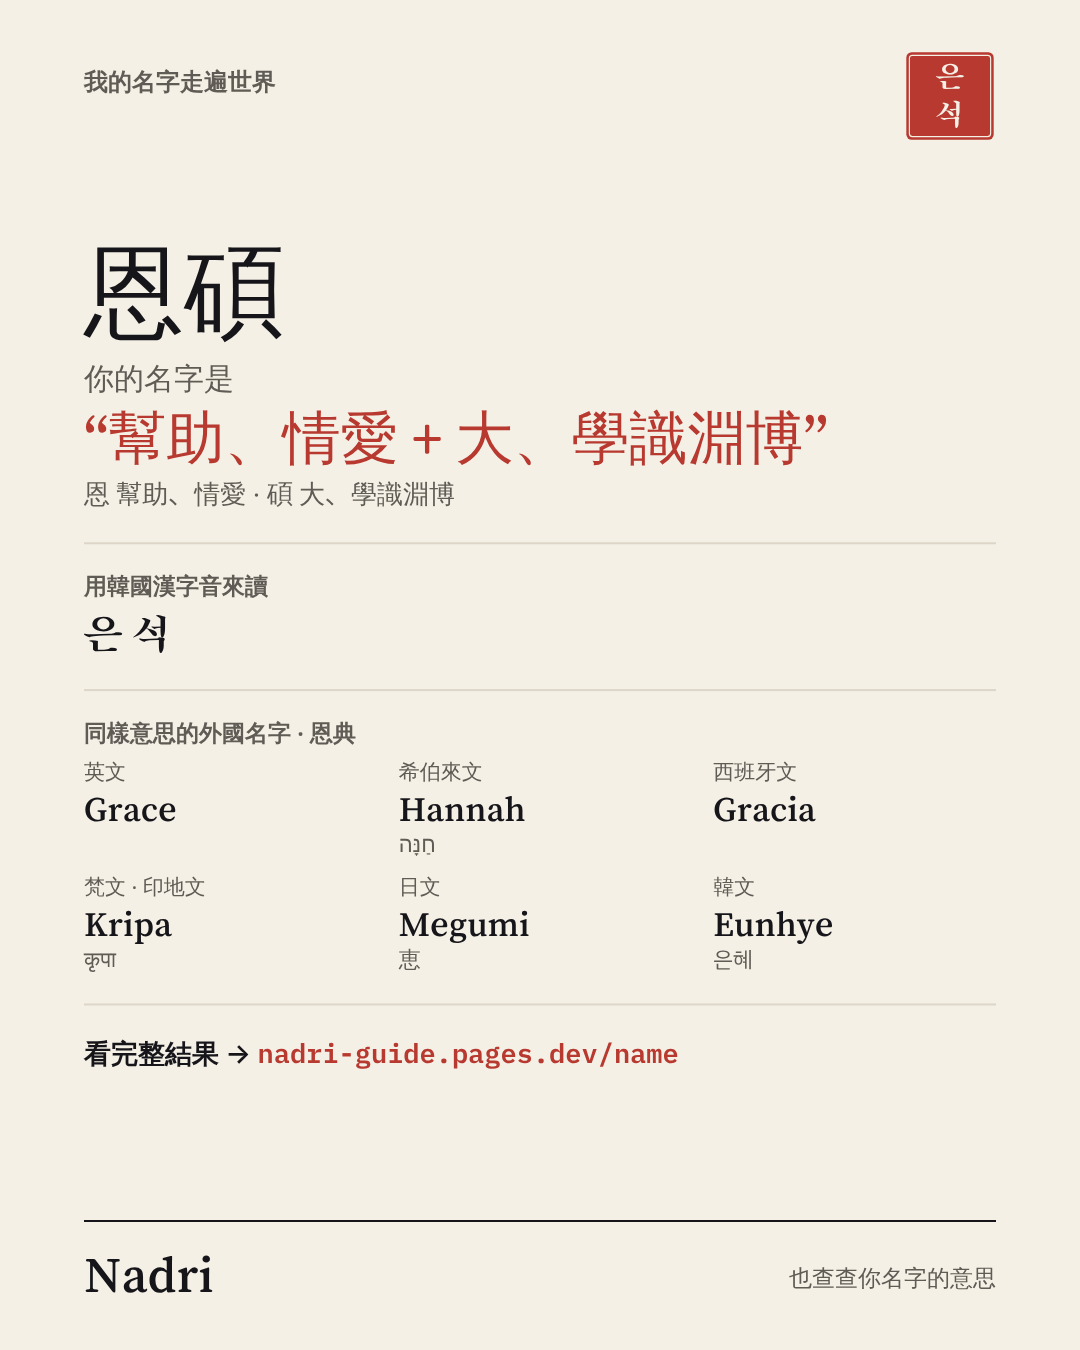 我的名字走遍世界
은
석
恩碩
你的名字是
“幫助、情愛 + 大、學識淵博”
恩 幫助、情愛 · 碩 大、學識淵博
用韓國漢字音來讀
은 석
同樣意思的外國名字 · 恩典
英文 希伯來文 西班牙文
Grace Hannah Gracia
חַנָּה
梵文 · 印地文 日文 韓文
Kripa Megumi Eunhye
कृपा 恵 은혜
看完整結果 → nadri-guide.pages.dev/name
Nadri
也查查你名字的意思